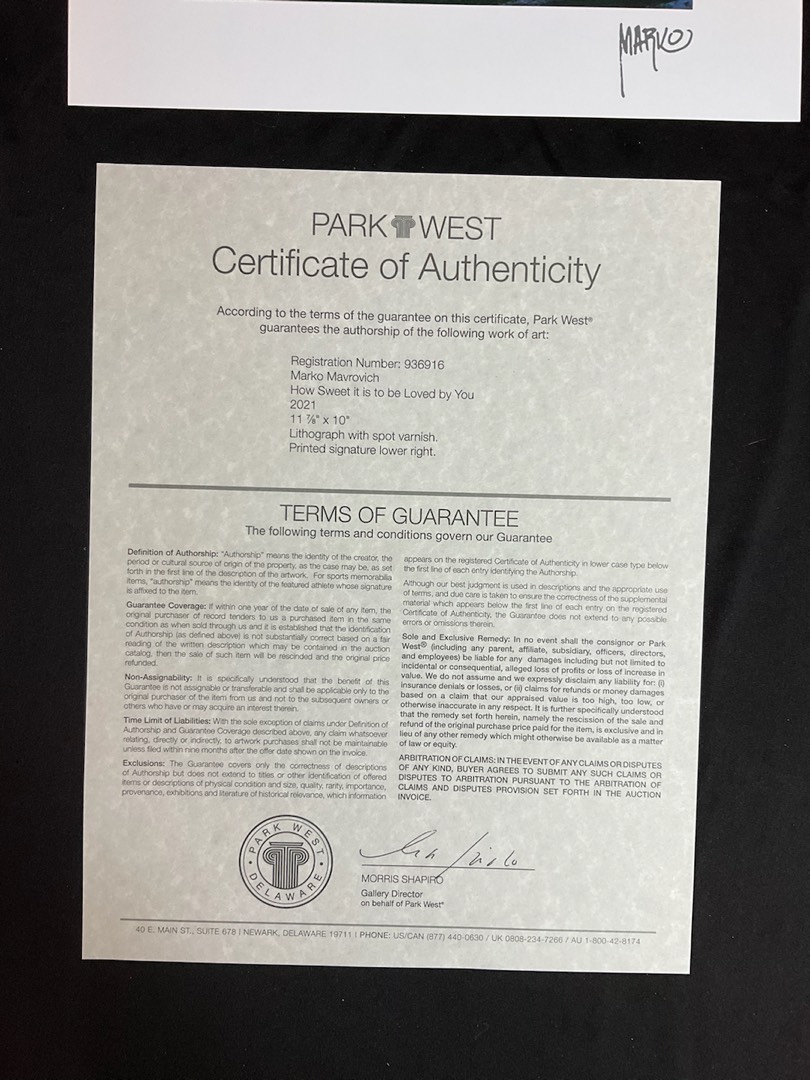 MARKO
PARK WEST
Certificate of Authenticity
According to the terms of the guarantee on this certificate, Park West®
guarantees the authorship of the following work of art:
Registration Number: 936916
Marko Mavrovich
How Sweet it is to be Loved by You
2021
11 ⅞" x 10"
Lithograph with spot varnish.
Printed signature lower right.
TERMS OF GUARANTEE
The following terms and conditions govern our Guarantee
Definition of Authorship: "Authorship" means the identity of the creator, the
period or cultural source of origin of the property, as the case may be, as set
forth in the first line of the description of the artwork. For sports memorabilia
items, "authorship" means the identity of the featured athlete whose signature
is affixed to the item.
Guarantee Coverage: If within one year of the date of sale of any item, the
original purchaser of record tenders to us a purchased item in the same
condition as when sold through us and it is established that the identification
of Authorship (as defined above) is not substantially correct based on a fair
reading of the written description which may be contained in the auction
catalog, then the sale of such item will be rescinded and the original price
refunded.
Non-Assignability: It is specifically understood that the benefit of this
Guarantee is not assignable or transferable and shall be applicable only to the
original purchaser of the item from us and not to the subsequent owners or
others who have or may acquire an interest therein.
Time Limit of Liabilities: With the sole exception of claims under Definition of
Authorship and Guarantee Coverage described above, any claim whatsoever
relating, directly or indirectly, to artwork purchases shall not be maintainable
unless filed within nine months after the offer date shown on the invoice.
Exclusions: The Guarantee covers only the correctness of descriptions
of Authorship but does not extend to titles or other identification of offered
items or descriptions of physical condition and size, quality, rarity, importance,
provenance, exhibitions and literature of historical relevance, which information
appears on the registered Certificate of Authenticity in lower case type below
the first line of each entry identifying the Authorship.
Although our best judgment is used in descriptions and the appropriate use
of terms, and due care is taken to ensure the correctness of the supplemental
material which appears below the first line of each entry on the registered
Certificate of Authenticity, the Guarantee does not extend to any possible
errors or omissions therein.
Sole and Exclusive Remedy: In no event shall the consignor or Park
West® (including any parent, affiliate, subsidiary, officers, directors,
and employees) be liable for any damages including but not limited to
incidental or consequential, alleged loss of profits or loss of increase in
value. We do not assume and we expressly disclaim any liability for: (i)
insurance denials or losses, or (ii) claims for refunds or money damages
based on a claim that our appraised value is too high, too low, or
otherwise inaccurate in any respect. It is further specifically understood
that the remedy set forth herein, namely the rescission of the sale and
refund of the original purchase price paid for the item, is exclusive and in
lieu of any other remedy which might otherwise be available as a matter
of law or equity.
ARBITRATION OF CLAIMS: IN THE EVENT OF ANY CLAIMS OR DISPUTES
OF ANY KIND, BUYER AGREES TO SUBMIT ANY SUCH CLAIMS OR
DISPUTES TO ARBITRATION PURSUANT TO THE ARBITRATION OF
CLAIMS AND DISPUTES PROVISION SET FORTH IN THE AUCTION
INVOICE.
PARK WEST
DELAWARE
MORRIS SHAPIRO
Gallery Director
on behalf of Park West®
40 E. MAIN ST., SUITE 678 | NEWARK, DELAWARE 19711 | PHONE: US/CAN (877) 440-0630 / UK 0808-234-7266 / AU 1-800-42-8174